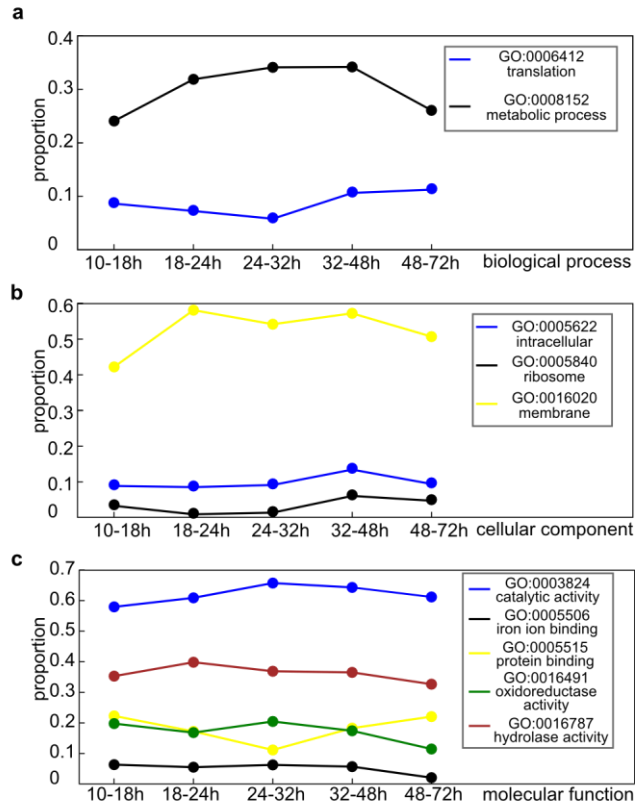 a
0.4
0.3
0.2
0.1
0
proportion
GO:0006412
translation
GO:0008152
metabolic process
10-18h 18-24h 24-32h 32-48h 48-72h biological process
b
0.6
0.5
0.4
0.3
0.2
0.1
0
proportion
GO:0005622
intracellular
GO:0005840
ribosome
GO:0016020
membrane
10-18h 18-24h 24-32h 32-48h 48-72h cellular component
c
0.7
0.6
0.5
0.4
0.3
0.2
0.1
0
proportion
GO:0003824
catalytic activity
GO:0005506
iron ion binding
GO:0005515
protein binding
GO:0016491
oxidoreductase
activity
GO:0016787
hydrolase activity
10-18h 18-24h 24-32h 32-48h 48-72h molecular function